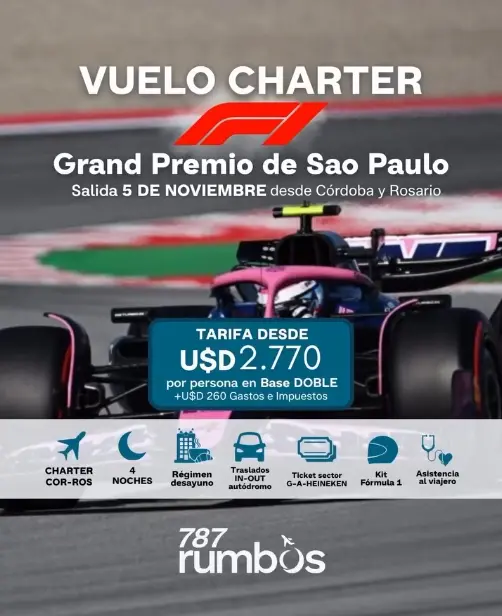 VUELO CHARTER
F1
Grand Premio de Sao Paulo
Salida 5 DE NOVIEMBRE desde Córdoba y Rosario
TARIFA DESDE
U$D 2.770
por persona en Base DOBLE
+U$D 260 Gastos e Impuestos
CHARTER
COR-ROS
4
NOCHES
Régimen
desayuno
Traslados
IN-OUT
autódromo
Ticket sector
G-A-HEINEKEN
Kit
Fórmula 1
Asistencia
al viajero
787
rumbos